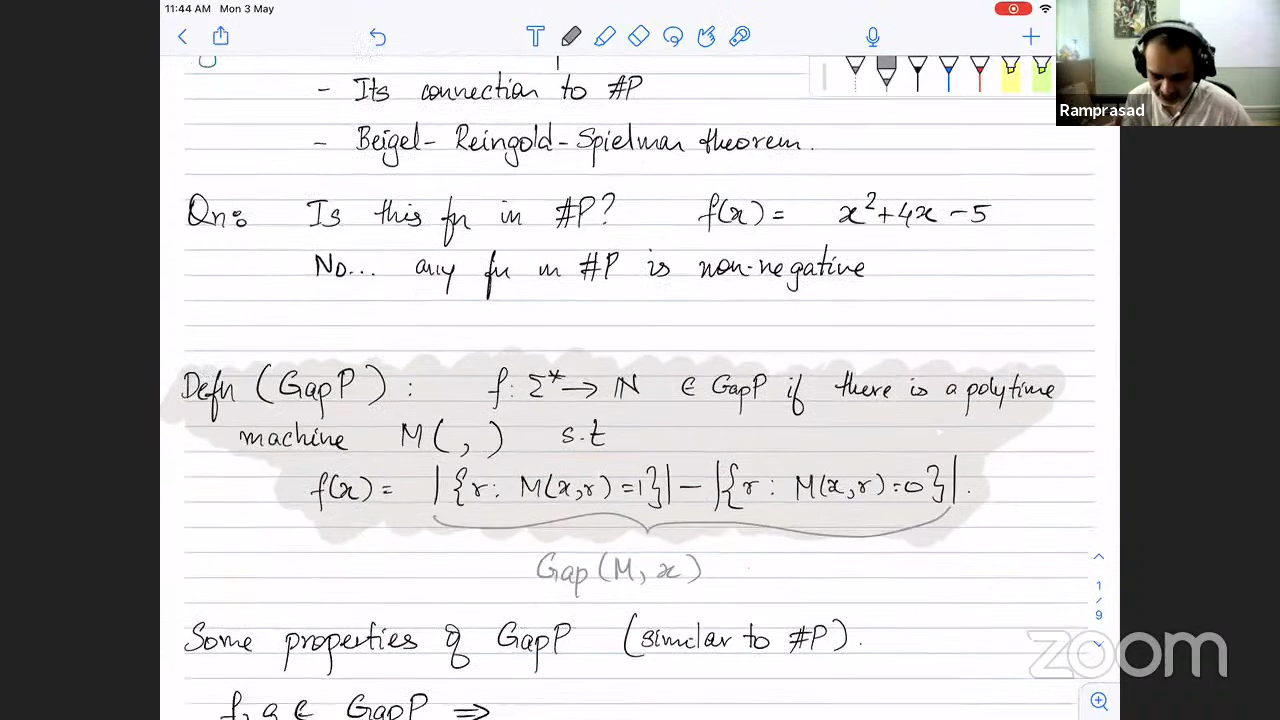 11:44 AM Mon 3 May
Ramprasad
- Its connection to #P
- Beigel-Reingold-Spielman theorem.
Qn: Is this fn in #P? f(x) = x²+4x-5
No... any fn in #P is non-negative
Defn (GapP): f: Σ* → ℕ ∈ GapP if there is a polytime
machine M(,) s.t
f(x) = |{r: M(x,r)=1}| - |{r: M(x,r)=0}|.
Gap(M,x)
Some properties of GapP (similar to #P).
f, g ∈ GapP ⇒
1
/
9
zoom